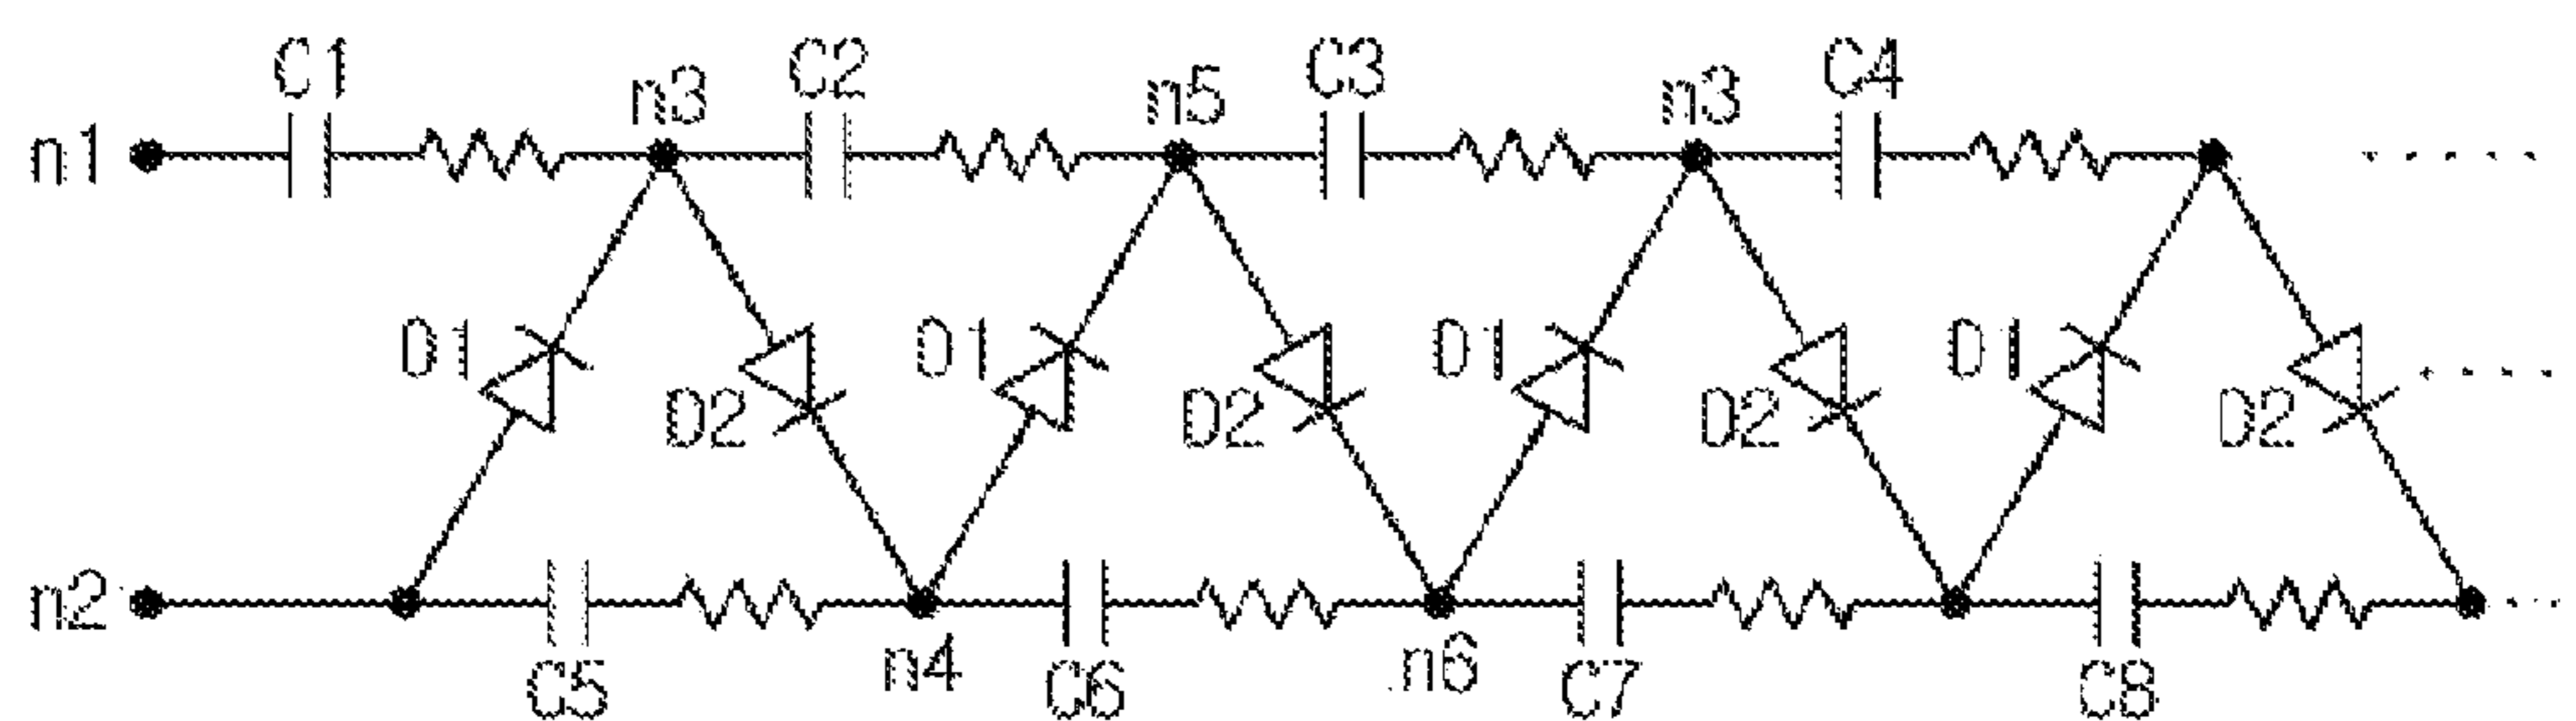 C1 n3 C2 n5 C3 n3 C4
n1
D1 D2 D1 D2 D1 D2 D1 D2
n2 n4 n6
C5 C6 C7 C8